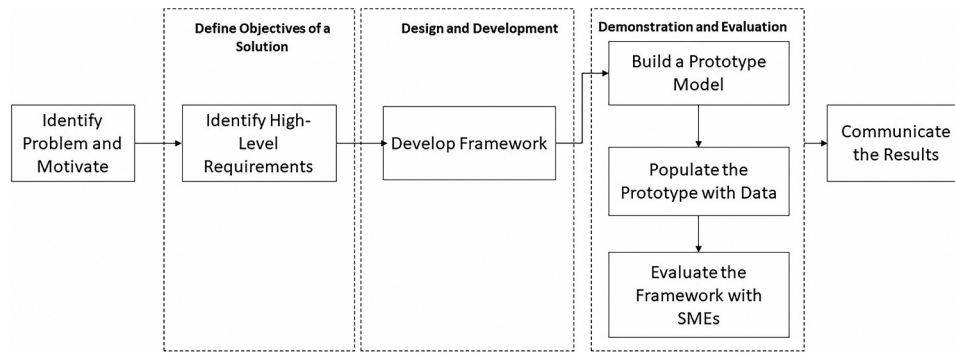 Define Objectives of a
Solution
Design and Development
Demonstration and Evaluation
Identify
Problem and
Motivate
Identify High-
Level
Requirements
Develop Framework
Build a Prototype
Model
Populate the
Prototype with Data
Evaluate the
Framework with
SMEs
Communicate
the Results